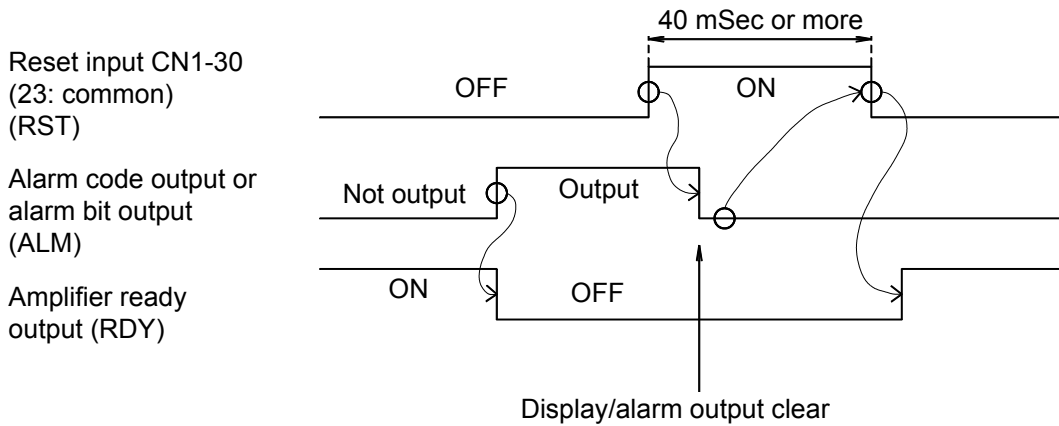 40 mSec or more
Reset input CN1-30
(23: common)
(RST)
OFF
ON
Alarm code output or
alarm bit output
(ALM)
Not output
Output
Amplifier ready
output (RDY)
ON
OFF
Display/alarm output clear